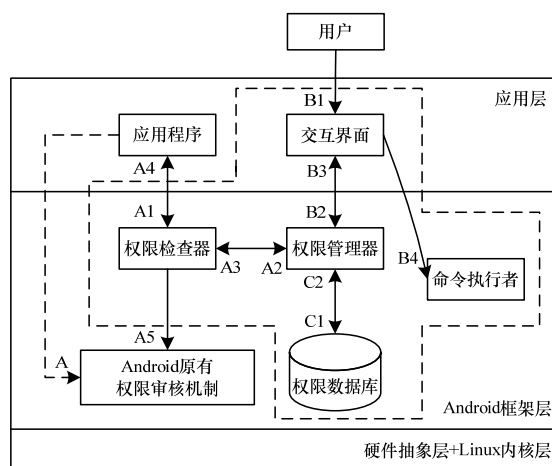 用户
应用层
B1
应用程序
交互界面
A4
B3
A1
B2
权限检查器
权限管理器
A3
A2
B4
命令执行者
C2
C1
A5
A
Android原有
权限审核机制
权限数据库
Android框架层
硬件抽象层+Linux内核层